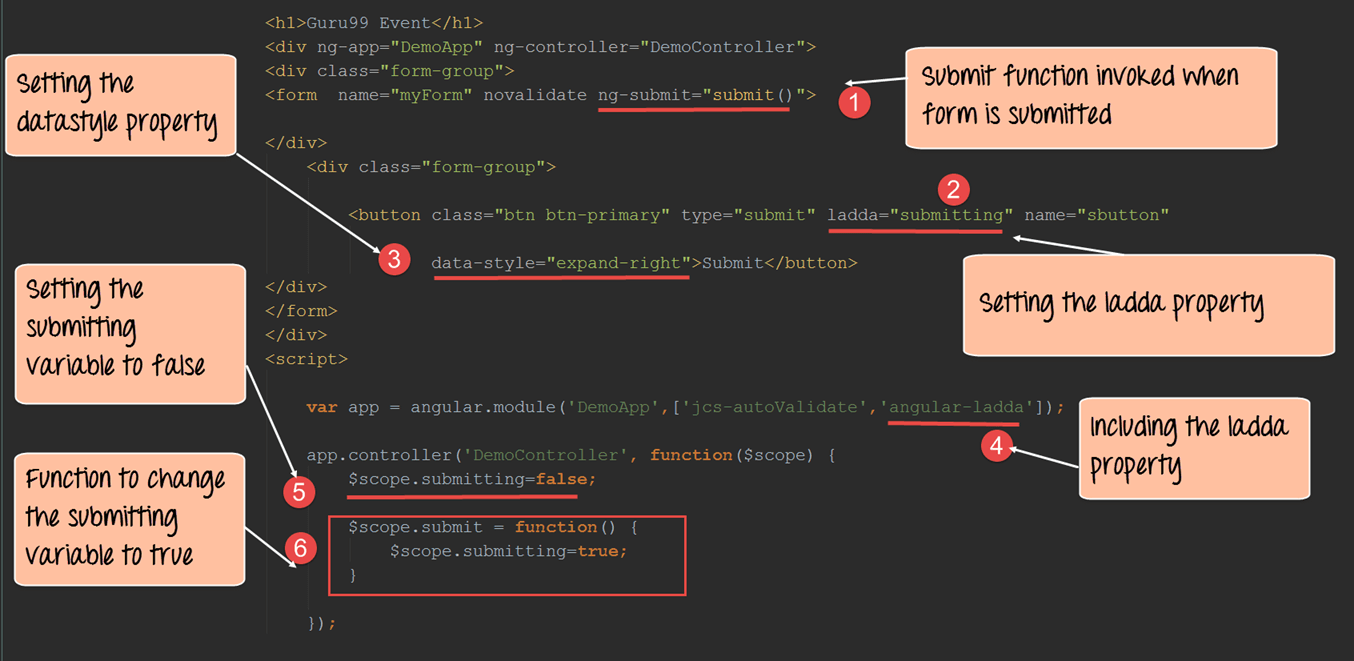 <h1>Guru99 Event</h1>
<div ng-app="DemoApp" ng-controller="DemoController">
<div class="form-group">
<form  name="myForm" novalidate ng-submit="submit()">
</div>
<div class="form-group">
<button class="btn btn-primary" type="submit" ladda="submitting" name="sbutton"
data-style="expand-right">Submit</button>
</div>
</form>
</div>
<script>
var app = angular.module('DemoApp',['jcs-autoValidate','angular-ladda']);
app.controller('DemoController', function($scope) {
$scope.submitting=false;
$scope.submit = function() {
$scope.submitting=true;
}
});
Submit function invoked when
form is submitted
1
2
Setting the ladda property
Setting the
datastyle property
3
Including the ladda
property
4
Setting the
submitting
variable to false
5
Function to change
the submitting
variable to true
6